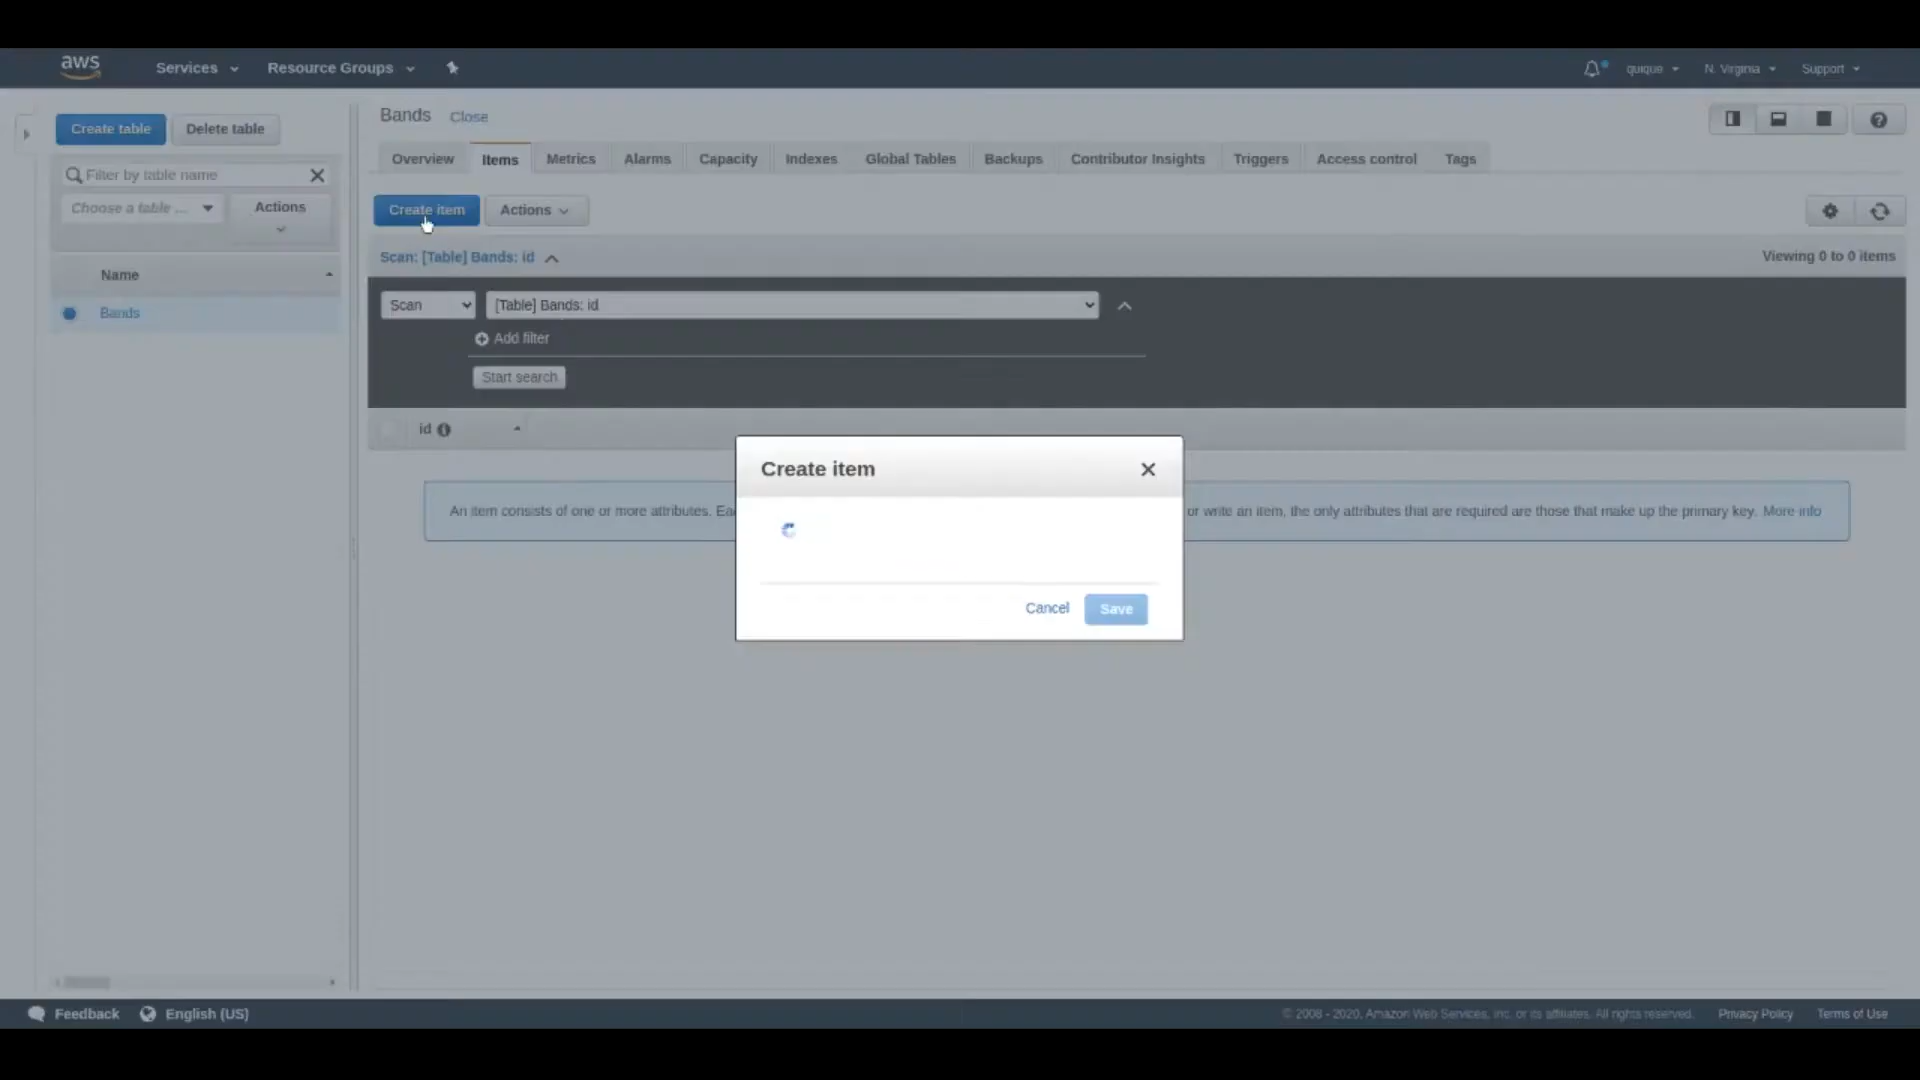 aws
Services
Resource Groups
quique
N. Virginia
Support
Create table
Delete table
Filter by table name
Choose a table ...
Actions
Name
Bands
Bands
Close
Overview
Items
Metrics
Alarms
Capacity
Indexes
Global Tables
Backups
Contributor Insights
Triggers
Access control
Tags
Create item
Actions
Scan: [Table] Bands: id
Viewing 0 to 0 items
Scan
[Table] Bands: id
Add filter
Start search
id
An item consists of one or more attributes. Ea
or write an item, the only attributes that are required are those that make up the primary key. More info
Create item
Cancel
Save
Feedback
English (US)
© 2008 - 2020, Amazon Web Services, Inc. or its affiliates. All rights reserved.
Privacy Policy
Terms of Use